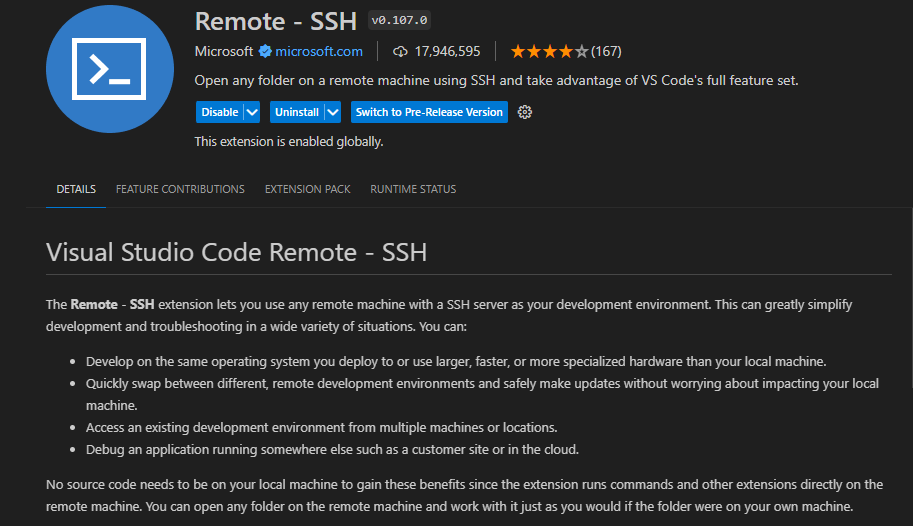 Remote - SSH v0.107.0
Microsoft microsoft.com 17,946,595 (167)
Open any folder on a remote machine using SSH and take advantage of VS Code's full feature set.
Disable Uninstall Switch to Pre-Release Version
This extension is enabled globally.
DETAILS FEATURE CONTRIBUTIONS EXTENSION PACK RUNTIME STATUS
Visual Studio Code Remote - SSH
The Remote - SSH extension lets you use any remote machine with a SSH server as your development environment. This can greatly simplify
development and troubleshooting in a wide variety of situations. You can:
• Develop on the same operating system you deploy to or use larger, faster, or more specialized hardware than your local machine.
• Quickly swap between different, remote development environments and safely make updates without worrying about impacting your local
machine.
• Access an existing development environment from multiple machines or locations.
• Debug an application running somewhere else such as a customer site or in the cloud.
No source code needs to be on your local machine to gain these benefits since the extension runs commands and other extensions directly on the
remote machine. You can open any folder on the remote machine and work with it just as you would if the folder were on your own machine.